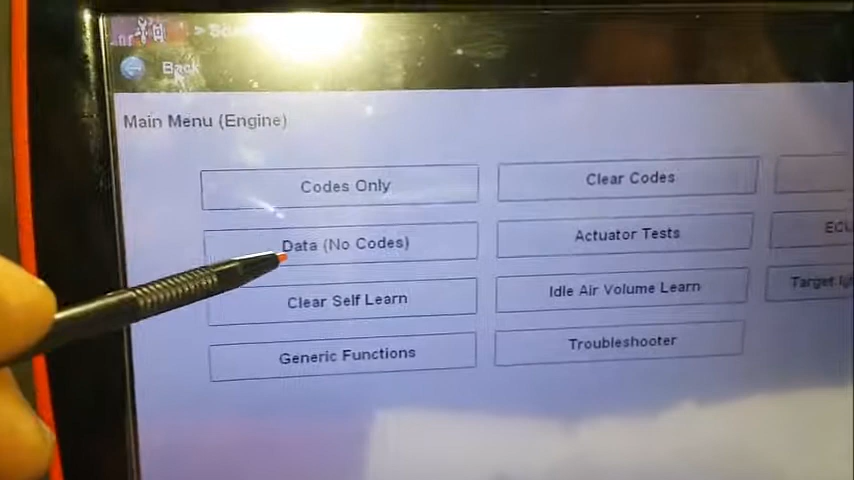 Back
Main Menu (Engine)
Codes Only
Clear Codes
Data (No Codes)
Actuator Tests
Clear Self Learn
Idle Air Volume Learn
Target
Generic Functions
Troubleshooter